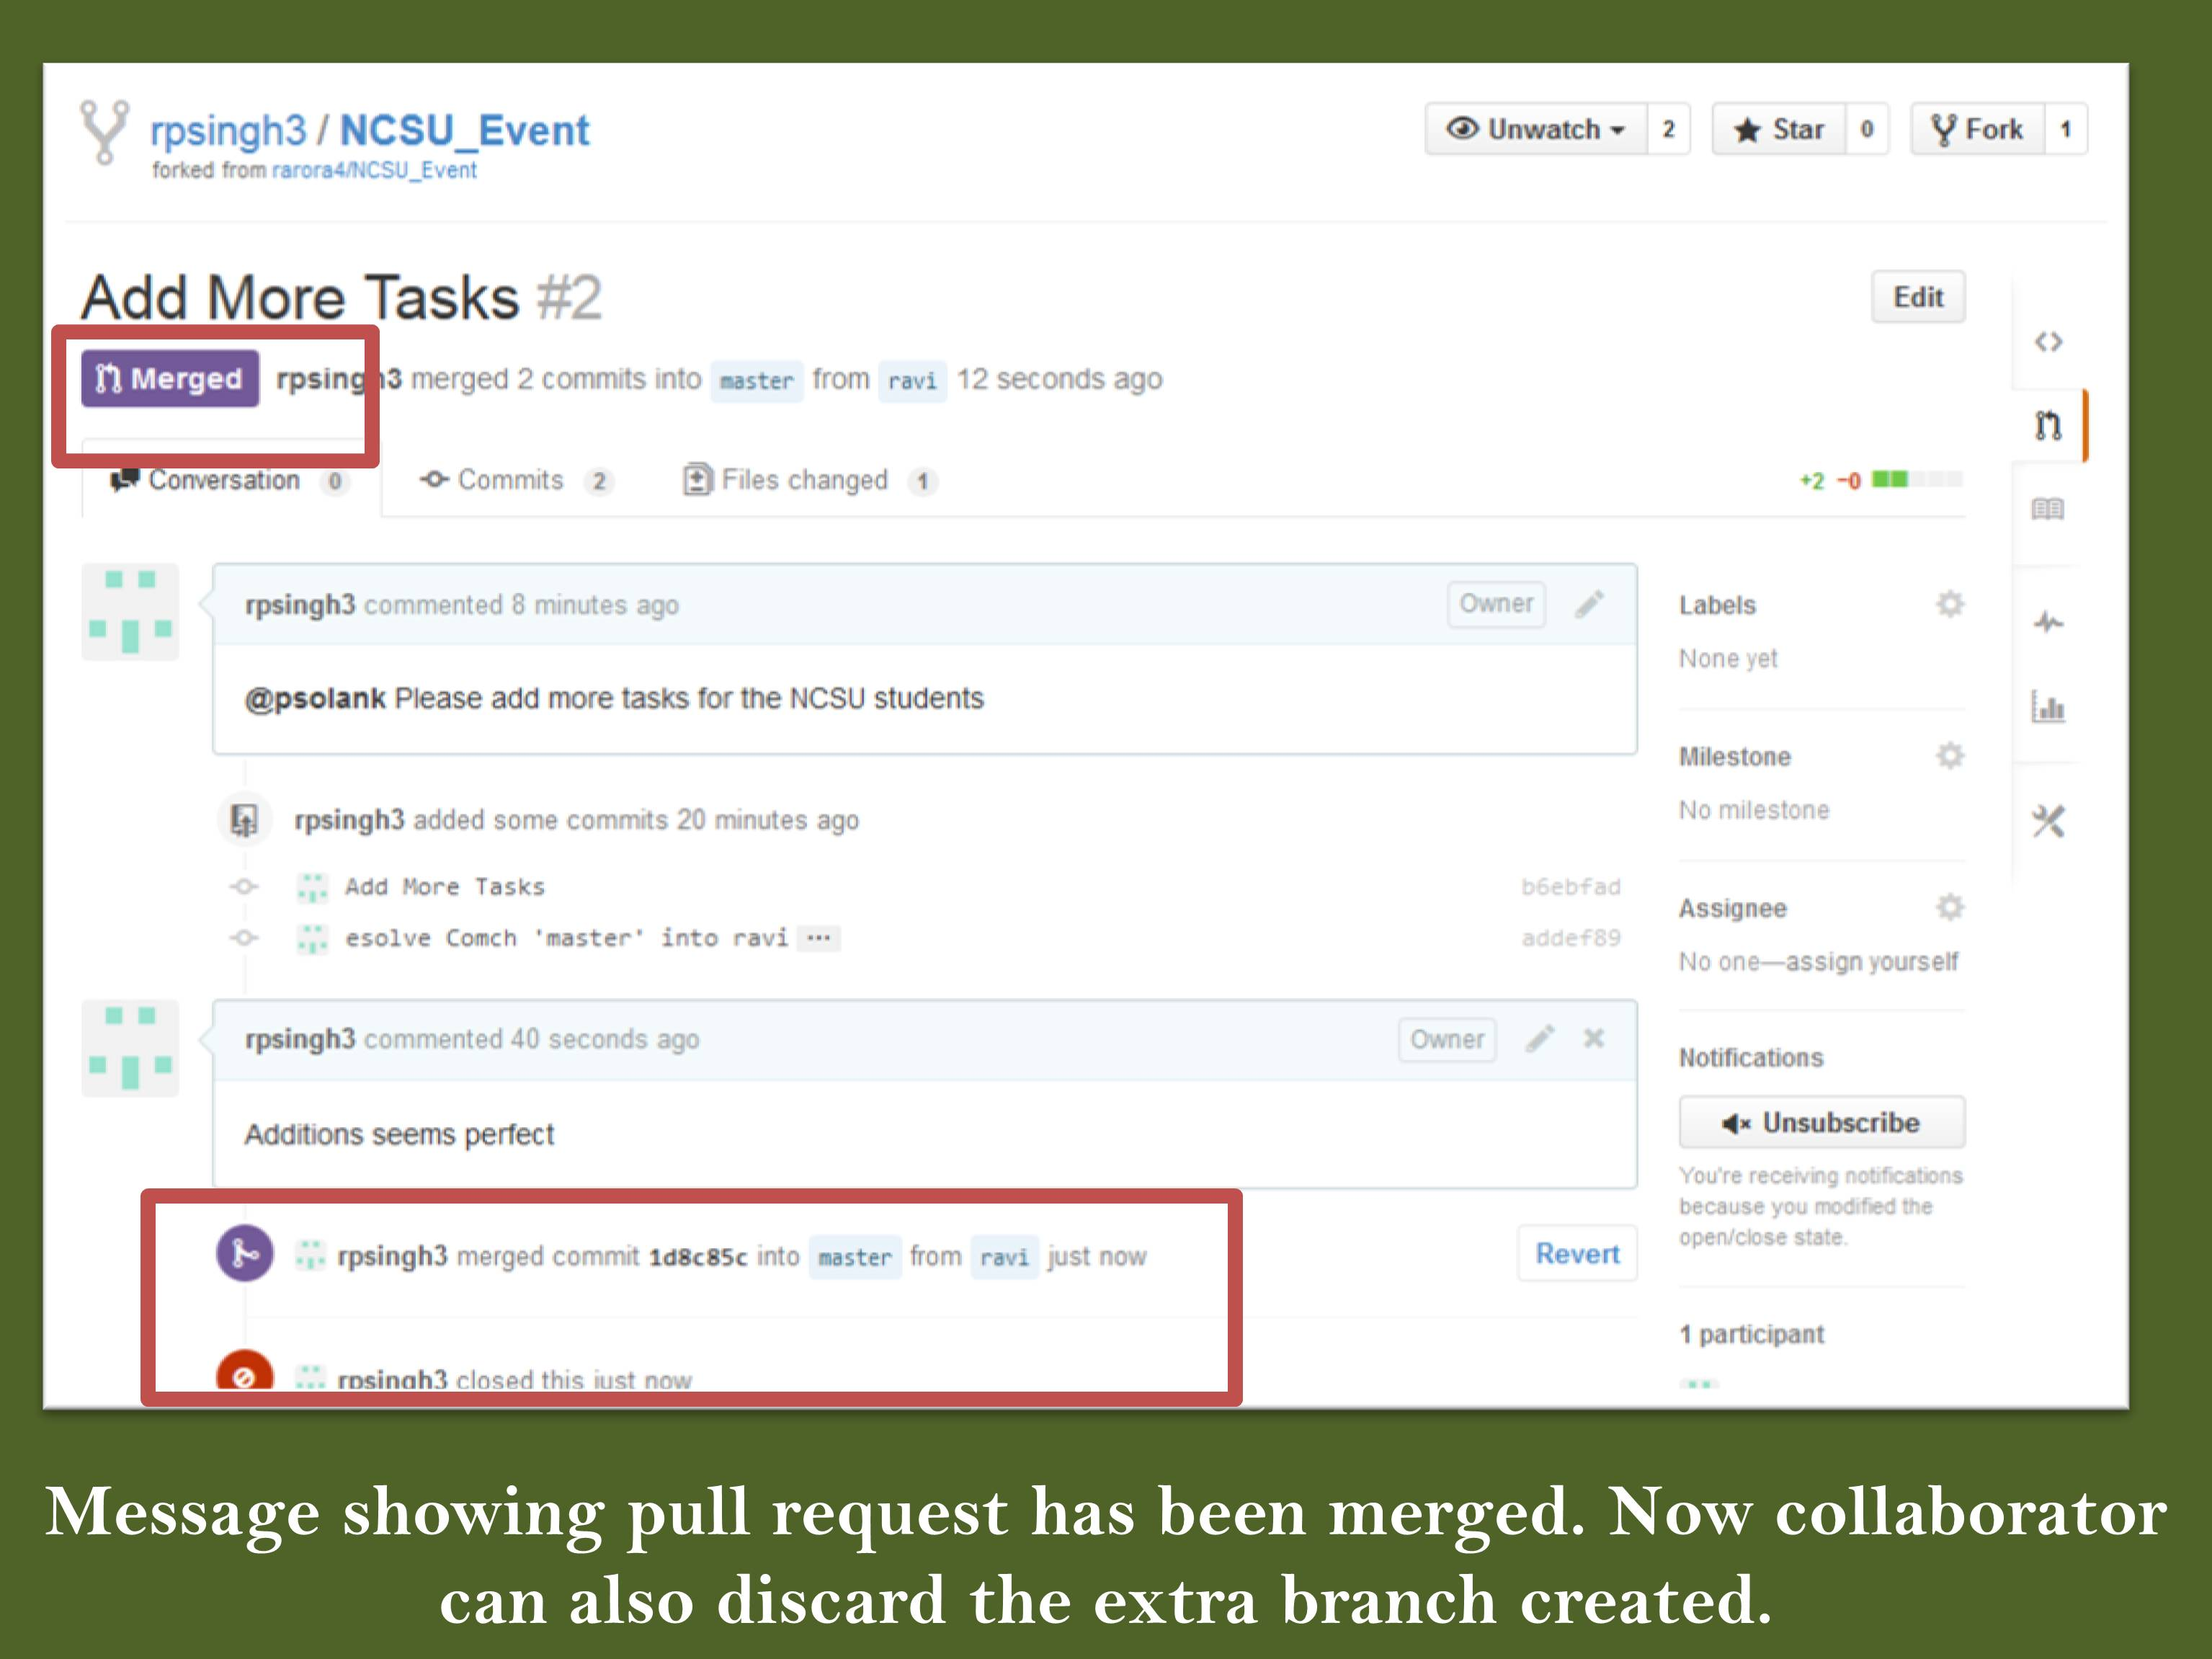 rpsingh3 / NCSU_Event
forked from rarora4/NCSU_Event
Unwatch 2 Star 0 Fork 1
Add More Tasks #2
Edit
Merged rpsingh3 merged 2 commits into master from ravi 12 seconds ago
Conversation 0 Commits 2 Files changed 1
+2 −0
rpsingh3 commented 8 minutes ago
Owner
@psolank Please add more tasks for the NCSU students
rpsingh3 added some commits 20 minutes ago
Add More Tasks b6ebfad
esolve Comch 'master' into ravi ... addef89
rpsingh3 commented 40 seconds ago
Owner
Additions seems perfect
rpsingh3 merged commit 1d8c85c into master from ravi just now
Revert
rpsingh3 closed this just now
Labels
None yet
Milestone
No milestone
Assignee
No one—assign yourself
Notifications
Unsubscribe
You're receiving notifications
because you modified the
open/close state.
1 participant
Message showing pull request has been merged. Now collaborator
can also discard the extra branch created.